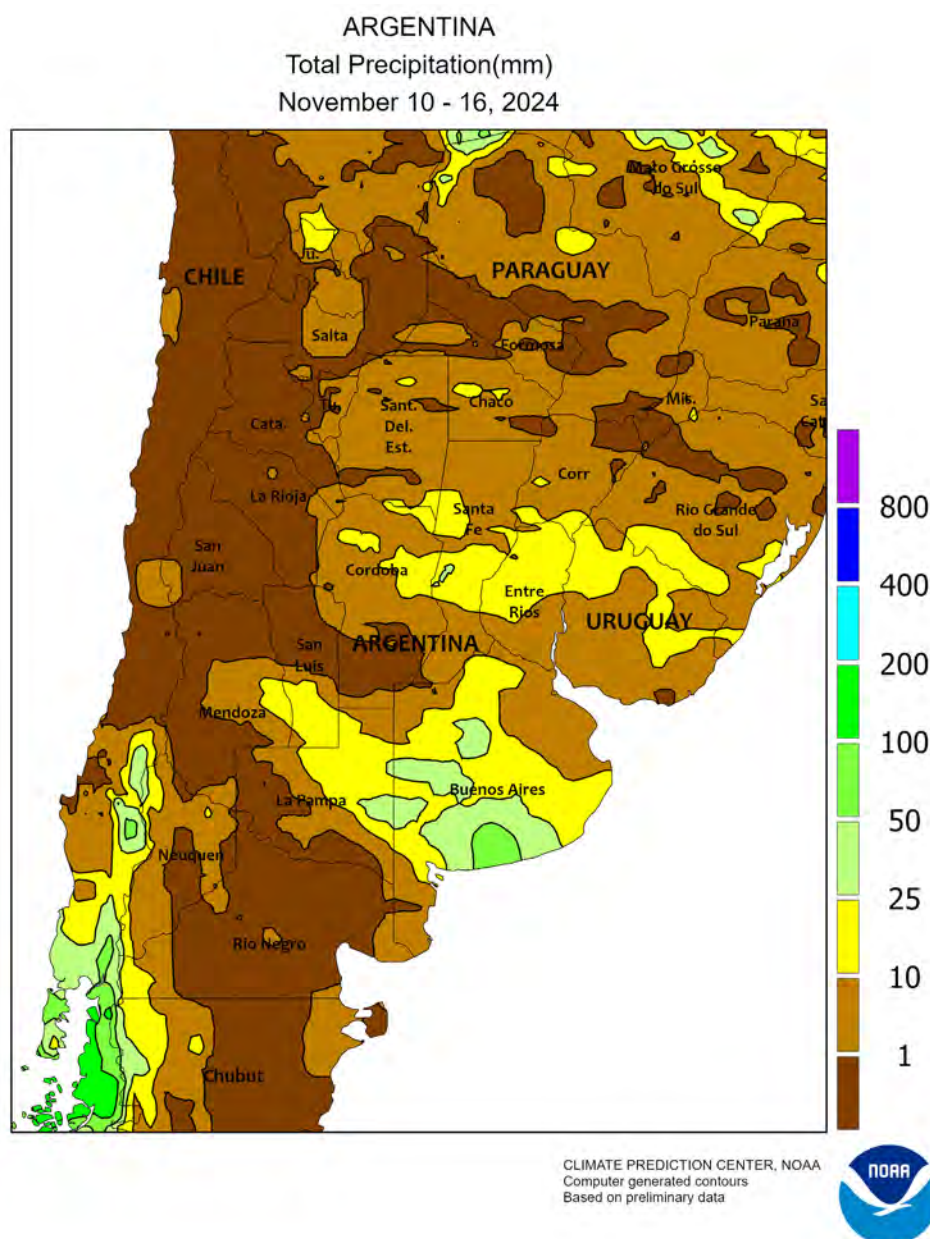 ARGENTINA
Total Precipitation(mm)
November 10 - 16, 2024
Mato Grosso
do Sul
Ju.
CHILE
PARAGUAY
Salta
Parana
Formosa
Tu.
Sant.
Del.
Est.
Chaco
Mis.
Sa
Cat
Cata
La Rioja
Corr
Santa
Fe
Rio Grande
do Sul
San
Juan
Cordoba
Entre
Rios
URUGUAY
ARGENTINA
San
Luis
Mendoza
La Pampa
Buenos Aires
Neuquen
Rio Negro
Chubut
800
400
200
100
50
25
10
1
CLIMATE PREDICTION CENTER, NOAA
Computer generated contours
Based on preliminary data
NOAA